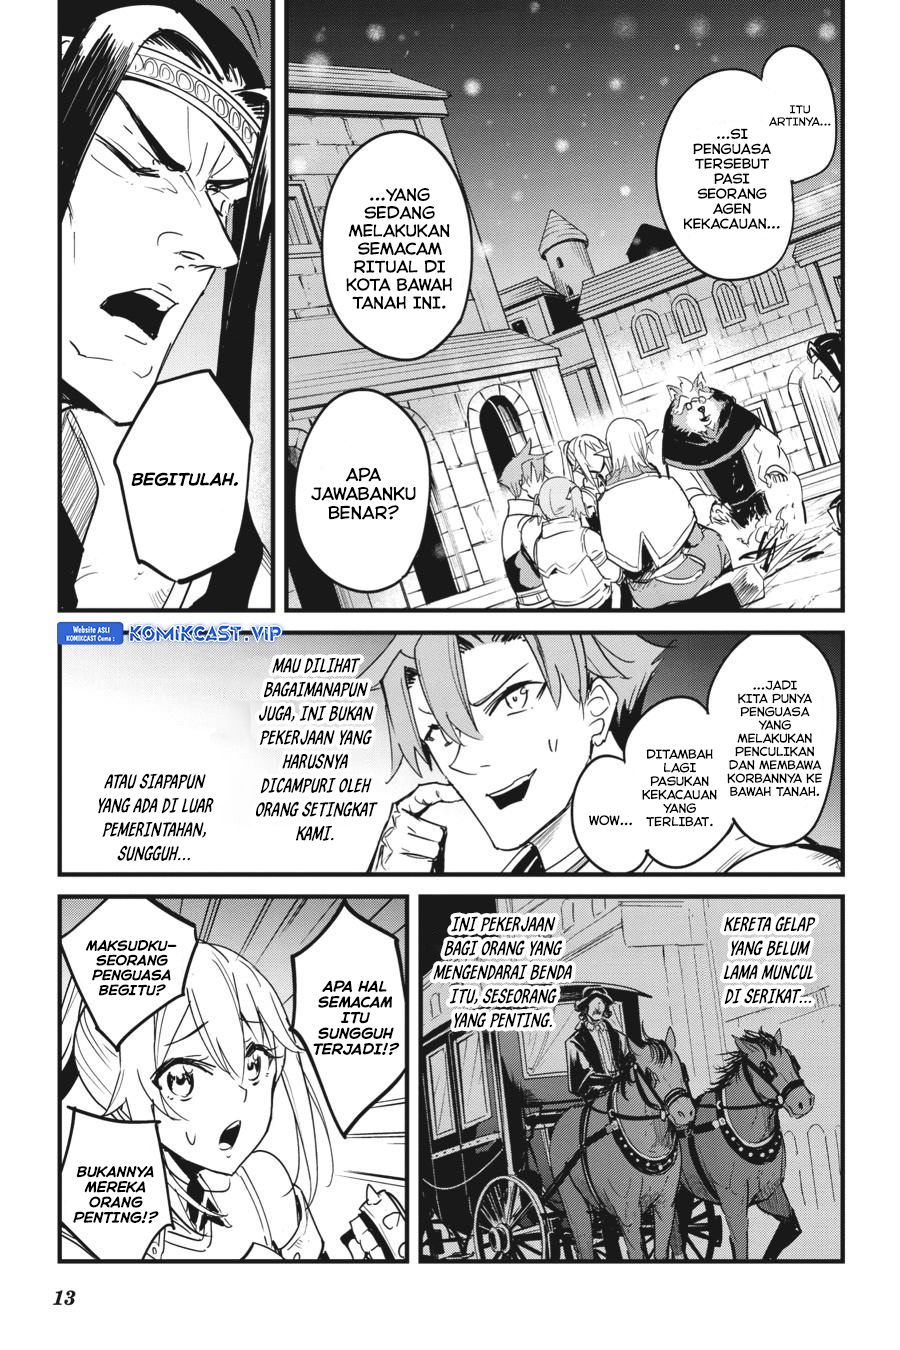 ITU
ARTINYA...
...SI
PENGUASA
TERSEBUT
PASI
SEORANG
AGEN
KEKACAUAN...
...YANG
SEDANG
MELAKUKAN
SEMACAM
RITUAL DI
KOTA BAWAH
TANAH INI.
APA
JAWABANKU
BENAR?
BEGITULAH.
Website ASLI
KOMIKCAST Cuma :
KOMIKCAST.VIP
...JADI
KITA PUNYA
PENGUASA
YANG
MELAKUKAN
PENCULIKAN
DAN MEMBAWA
KORBANNYA KE
BAWAH TANAH.
DITAMBAH
LAGI
PASUKAN
KEKACAUAN
YANG
TERLIBAT.
WOW...
MAU DILIHAT
BAGAIMANAPUN
JUGA, INI BUKAN
PEKERJAAN YANG
HARUSNYA
DICAMPURI OLEH
ORANG SETINGKAT
KAMI.
ATAU SIAPAPUN
YANG ADA DI LUAR
PEMERINTAHAN,
SUNGGUH...
KERETA GELAP
YANG BELUM
LAMA MUNCUL
DI SERIKAT...
INI PEKERJAAN
BAGI ORANG YANG
MENGENDARAI BENDA
ITU, SESEORANG
YANG PENTING.
APA HAL
SEMACAM
ITU
SUNGGUH
TERJADI!?
MAKSUDKU-
SEORANG
PENGUASA
BEGITU?
BUKANNYA
MEREKA
ORANG
PENTING!?
13